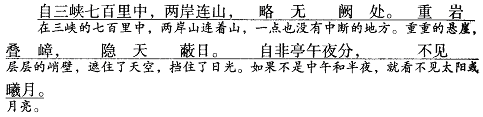 自三峡七百里中，两岸连山，略无阙处。重岩
在三峡的七百里中，两岸山连着山，一点也没有中断的地方。重重的悬崖，
叠嶂，隐天蔽日。自非亭午夜分，不见
层层的峭壁，遮住了天空，挡住了日光。如果不是中午和半夜，就看不见太阳或
曦月。
月亮。